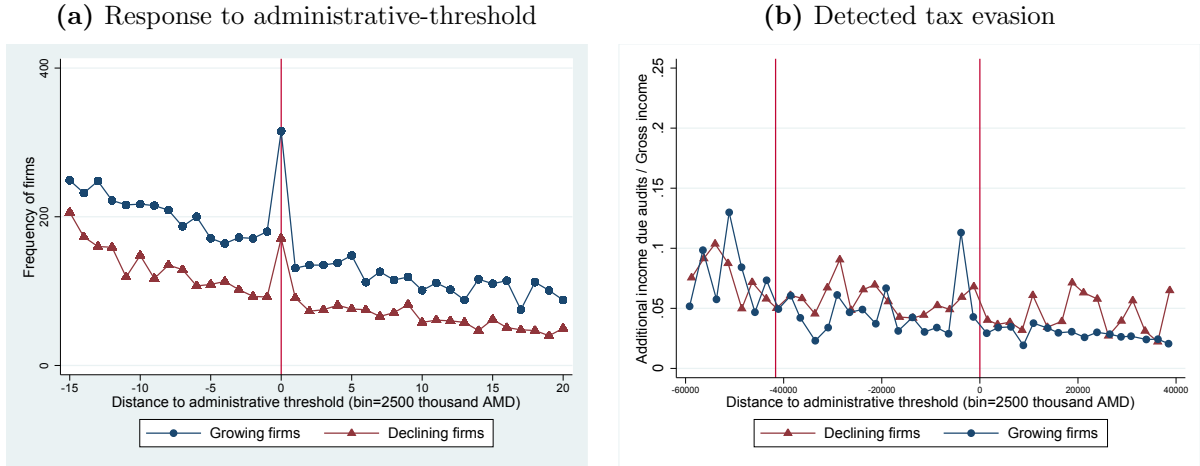 (a) Response to administrative-threshold
400
200
0
Frequency of firms
-15 -10 -5 0 5 10 15 20
Distance to administrative threshold (bin=2500 thousand AMD)
Growing firms Declining firms
(b) Detected tax evasion
.25
.2
.15
.1
.05
0
Additional income due audits / Gross income
-60000 -40000 -20000 0 20000 40000
Distance to administrative threshold (bin=2500 thousand AMD)
Declining firms Growing firms